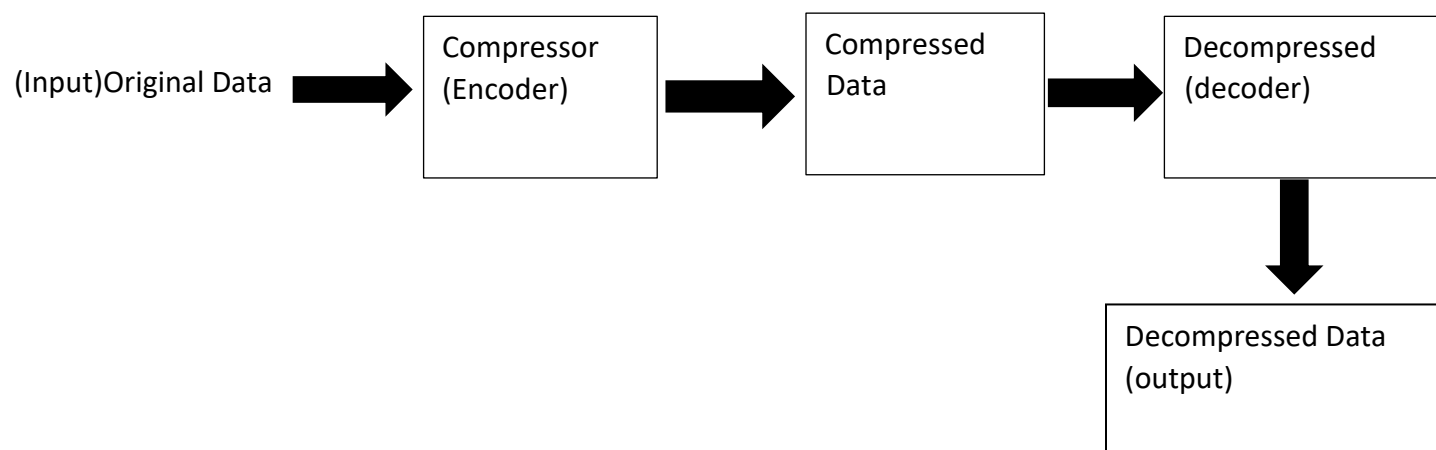 (Input)Original Data
Compressor
(Encoder)
Compressed
Data
Decompressed
(decoder)
Decompressed Data
(output)